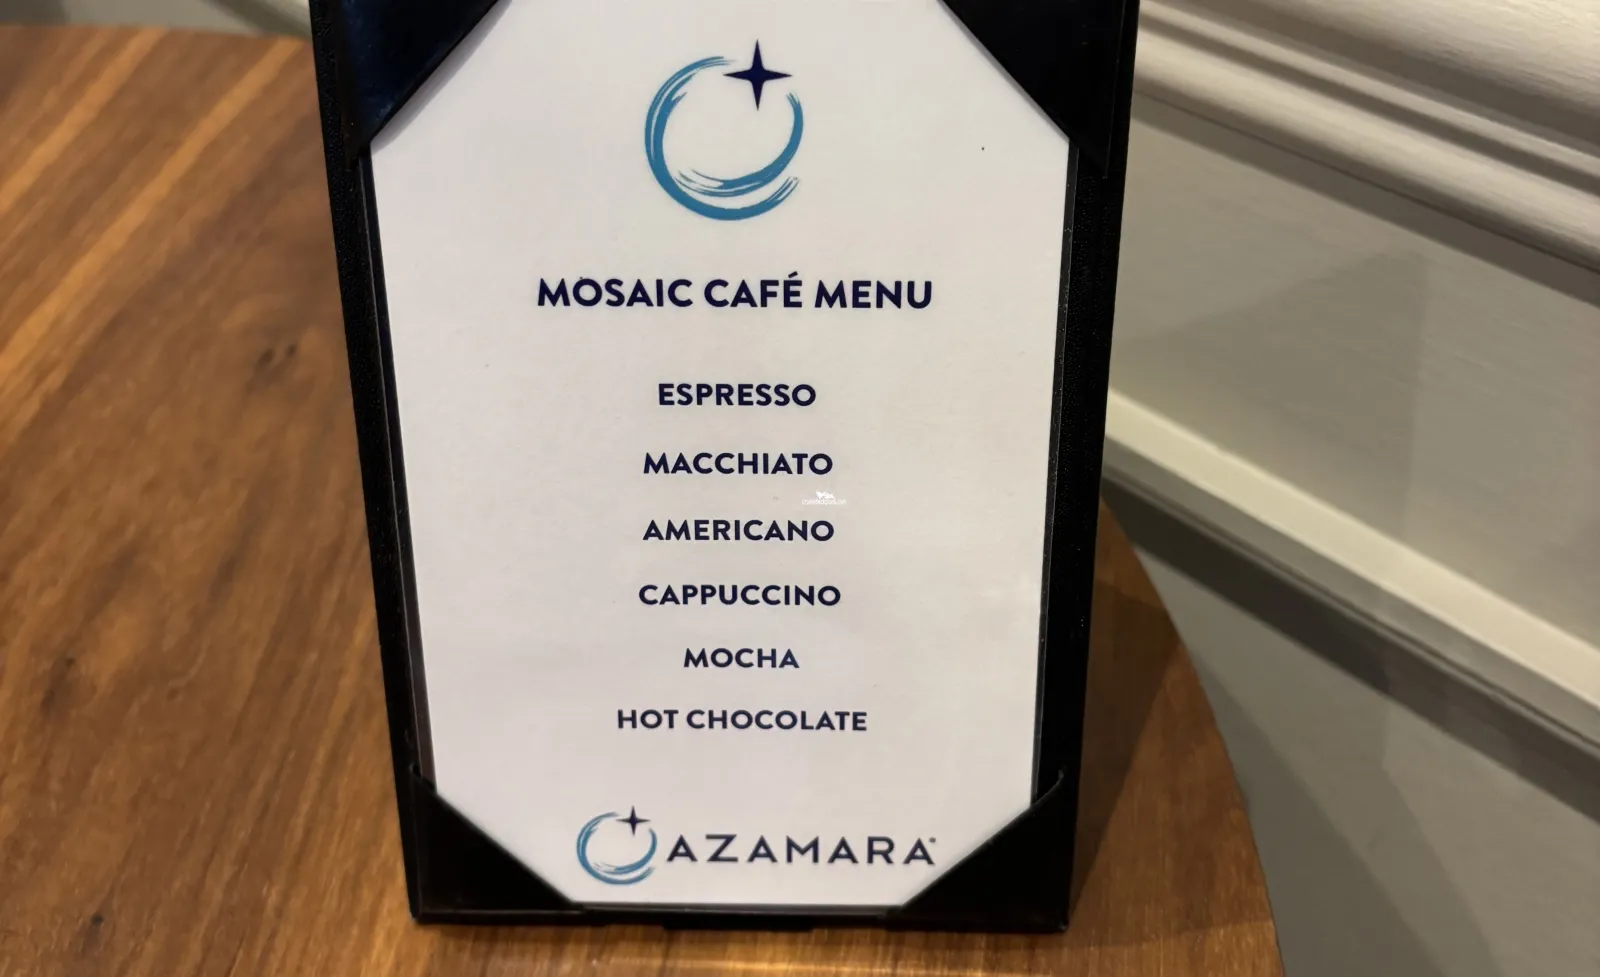 MOSAIC CAFÉ MENU
ESPRESSO
MACCHIATO
AMERICANO
CAPPUCCINO
MOCHA
HOT CHOCOLATE
AZAMARA